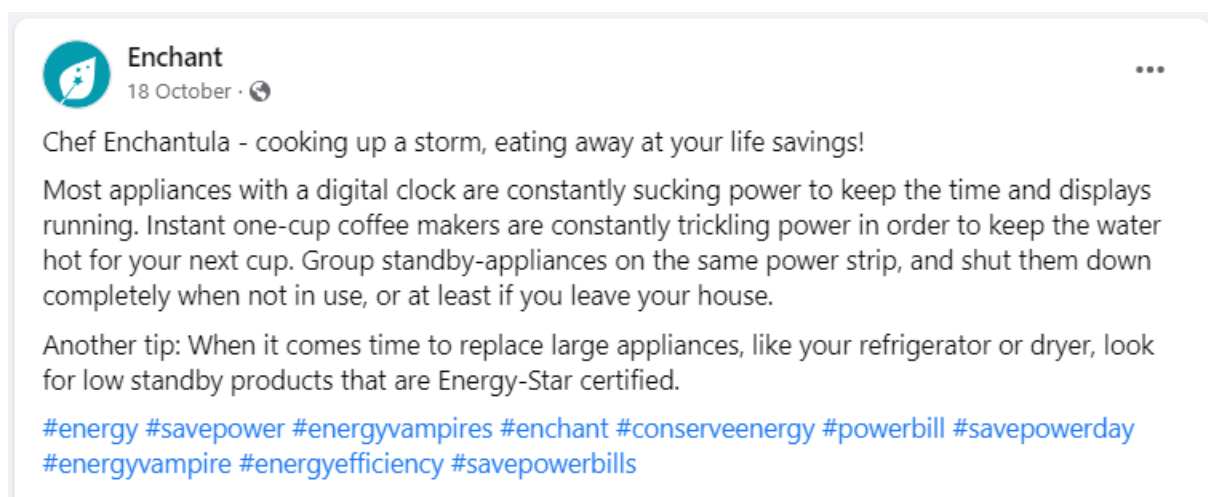 Enchant
18 October ·
Chef Enchantula - cooking up a storm, eating away at your life savings!
Most appliances with a digital clock are constantly sucking power to keep the time and displays
running. Instant one-cup coffee makers are constantly trickling power in order to keep the water
hot for your next cup. Group standby-appliances on the same power strip, and shut them down
completely when not in use, or at least if you leave your house.
Another tip: When it comes time to replace large appliances, like your refrigerator or dryer, look
for low standby products that are Energy-Star certified.
#energy #savepower #energyvampires #enchant #conserveenergy #powerbill #savepowerday
#energyvampire #energyefficiency #savepowerbills